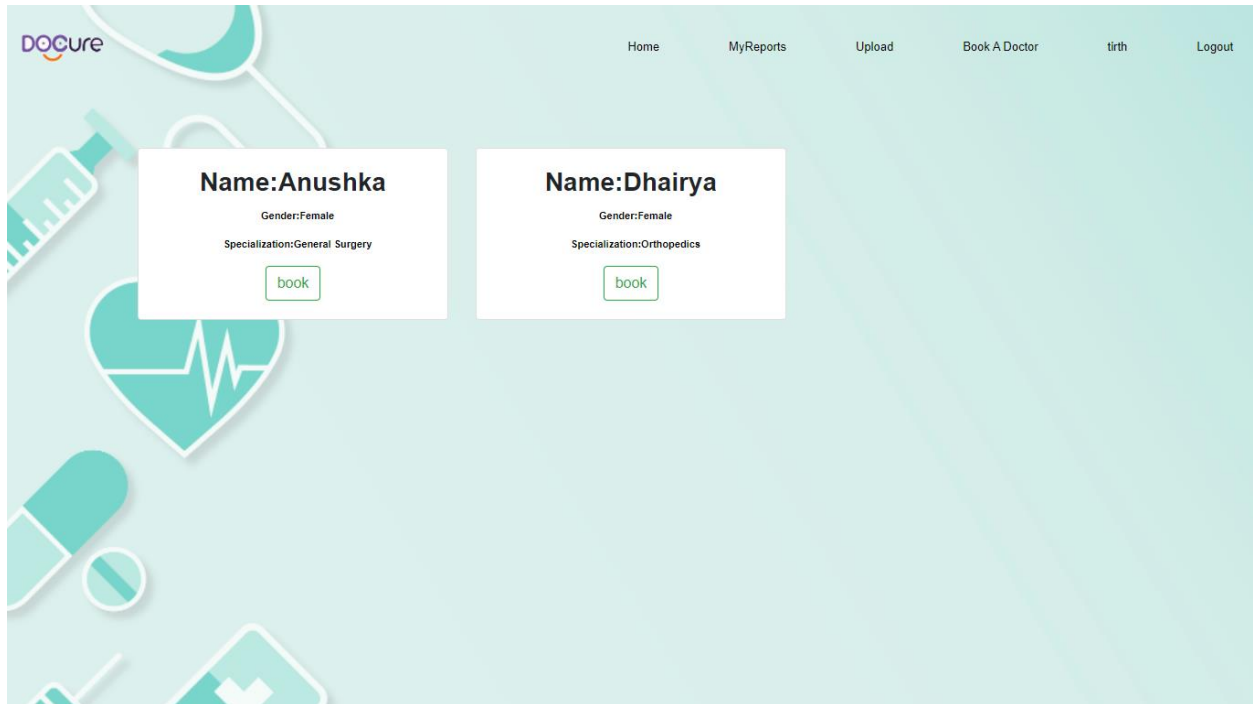 DOCure
Home MyReports Upload Book A Doctor tirth Logout
Name:Anushka
Gender:Female
Specialization:General Surgery
book
Name:Dhairya
Gender:Female
Specialization:Orthopedics
book